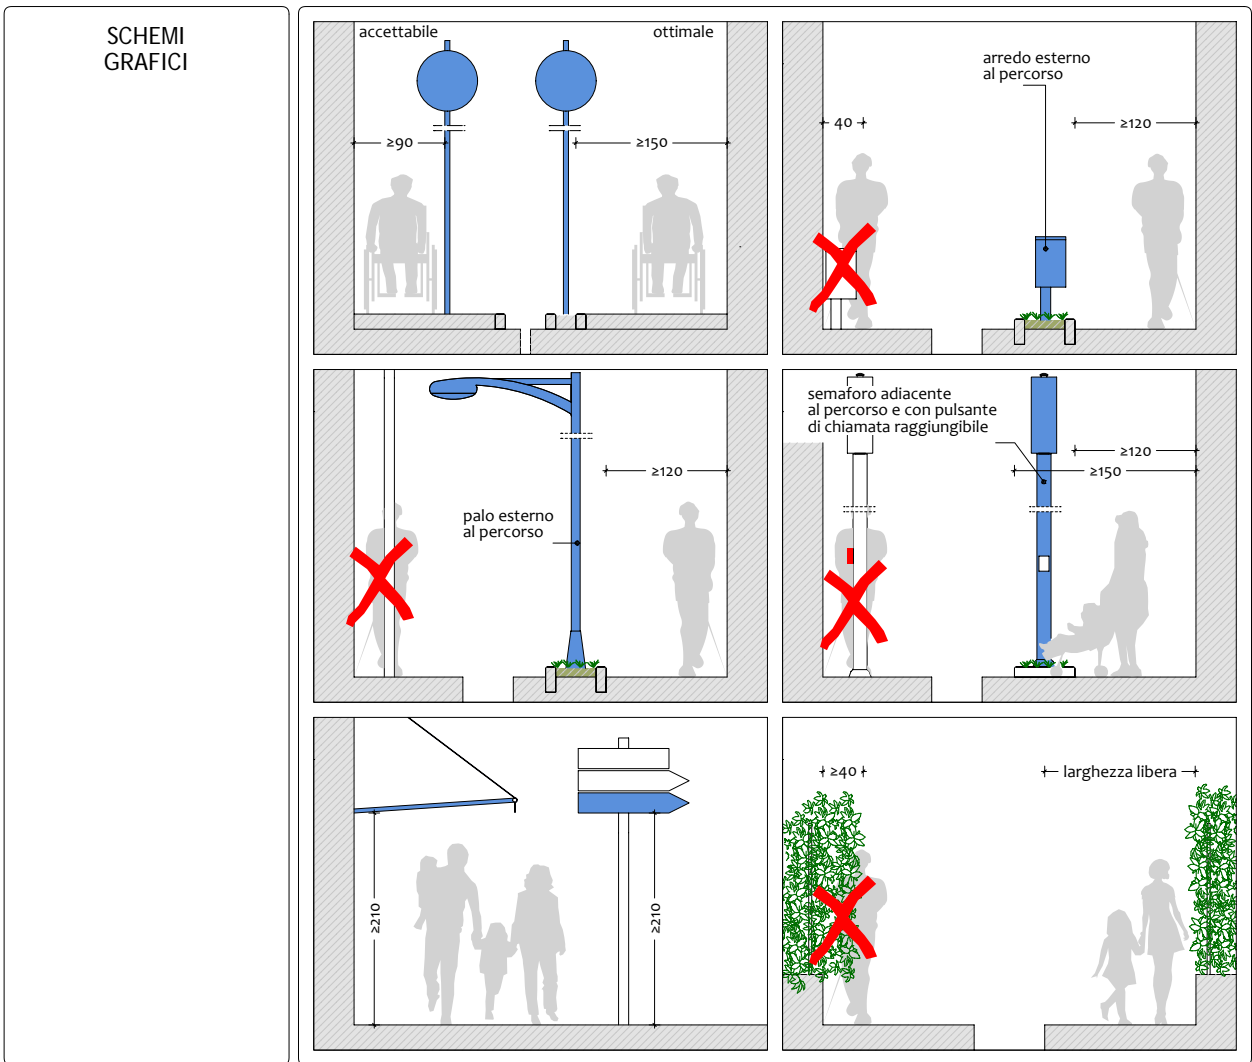 SCHEMI
GRAFICI
accettabile
ottimale
≥90
≥150
arredo esterno
al percorso
40
≥120
palo esterno
al percorso
≥120
semaforo adiacente
al percorso e con pulsante
di chiamata raggiungibile
≥120
≥150
≥210
≥210
≥40
larghezza libera